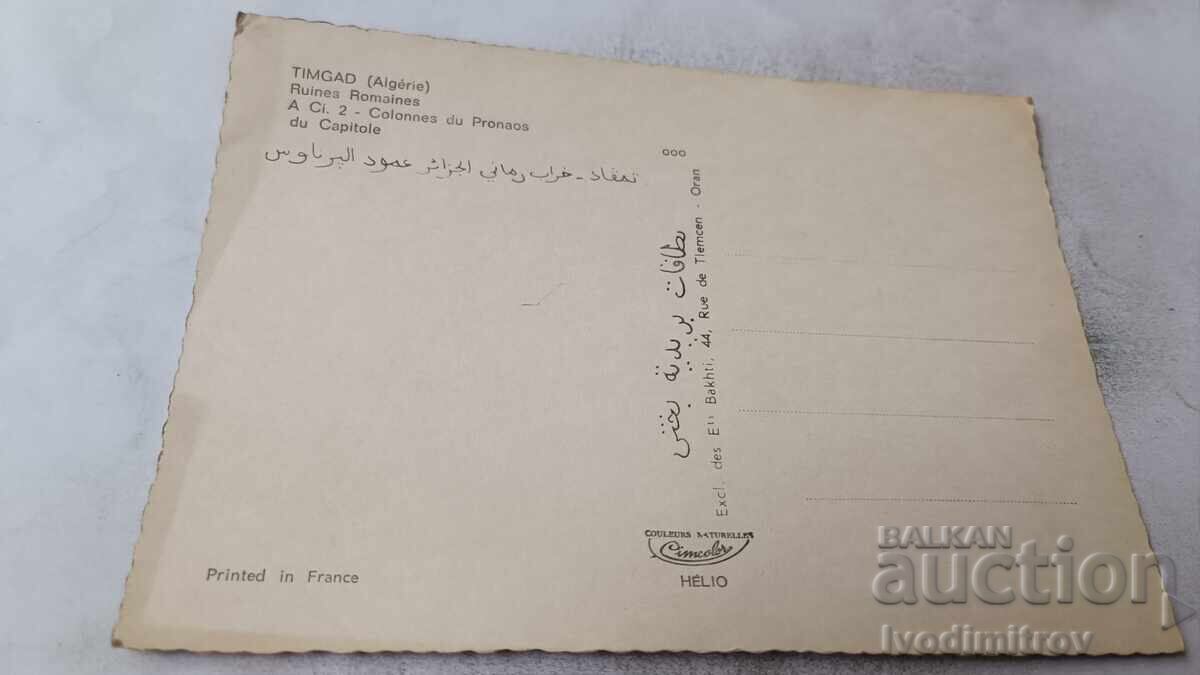 TIMGAD (Algérie)
Ruines Romaines
A Ci. 2 - Colonnes du Pronaos
du Capitole
تمقاد - خراب رماني الجزائر عمود البرناوس
ooo
بطاقات بريدية بختي
Excl. des Ets Bakhti, 44, Rue de Tlemcen - Oran
COULEURS NATURELLES
Cimcolor
HÉLIO
Printed in France
BALKAN
auction
Ivodimitrov